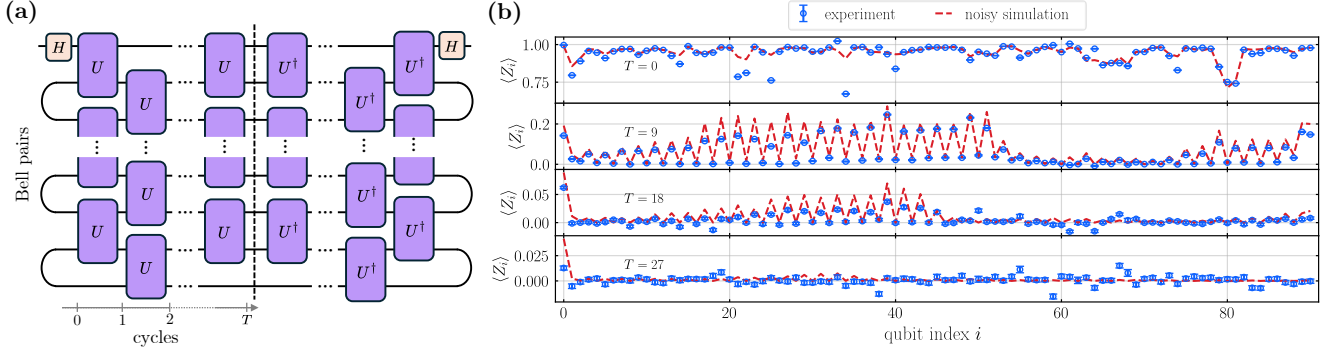 (a)
H
U
U
U
U
U
U
U
U† U†
U†
U†
U† U†
U†
H
Bell pairs
0 1 2 T
cycles
(b)
experiment noisy simulation
⟨Z_i⟩ 1.00 0.75 T = 0
⟨Z_i⟩ 0.2 0.0 T = 9
⟨Z_i⟩ 0.05 0.00 T = 18
⟨Z_i⟩ 0.025 0.000 T = 27
0 20 40 60 80
qubit index i